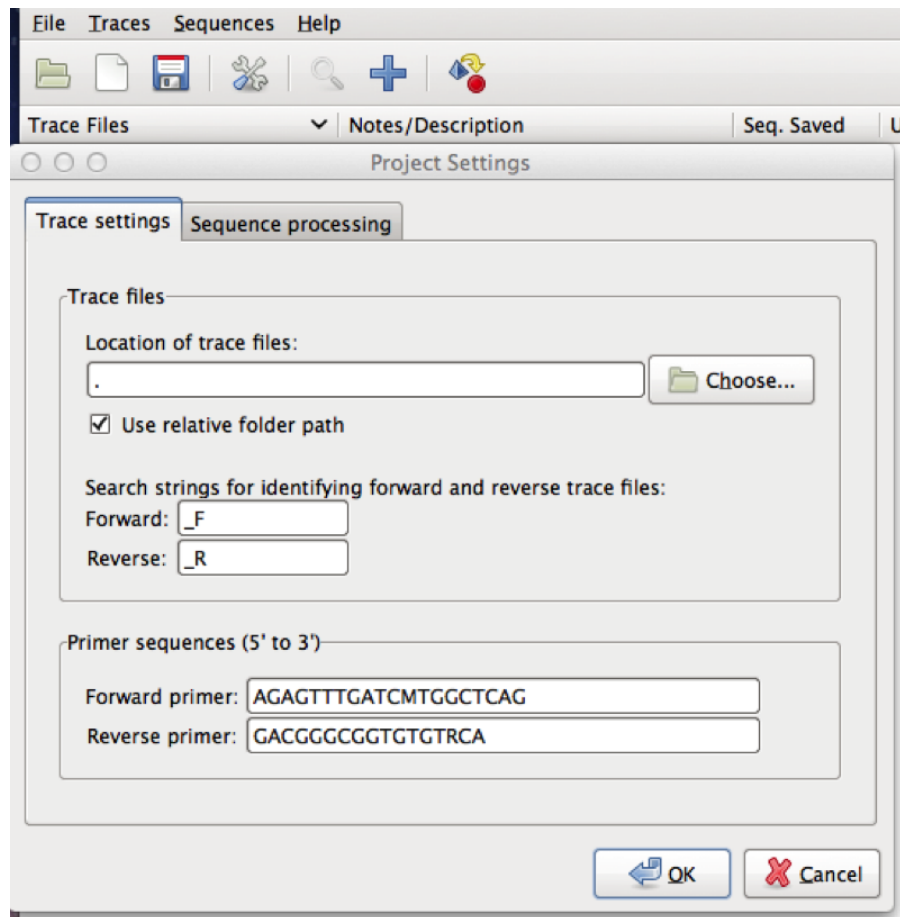 File Traces Sequences Help
Trace Files Notes/Description Seq. Saved U
Project Settings
Trace settings Sequence processing
Trace files
Location of trace files:
. Choose...
Use relative folder path
Search strings for identifying forward and reverse trace files:
Forward: _F
Reverse: _R
Primer sequences (5' to 3')
Forward primer: AGAGTTTGATCMTGGCTCAG
Reverse primer: GACGGGCGGTGTGTRCA
OK Cancel